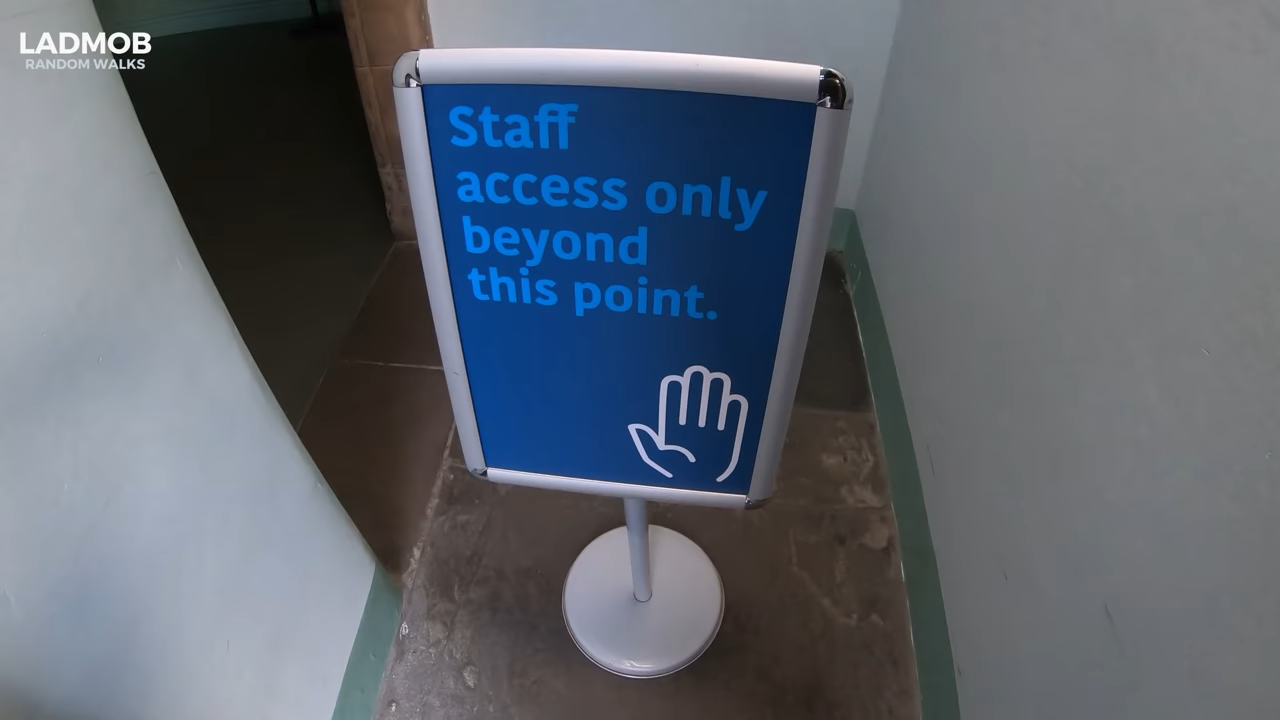 LADMOB
RANDOM WALKS
Staff
access only
beyond
this point.